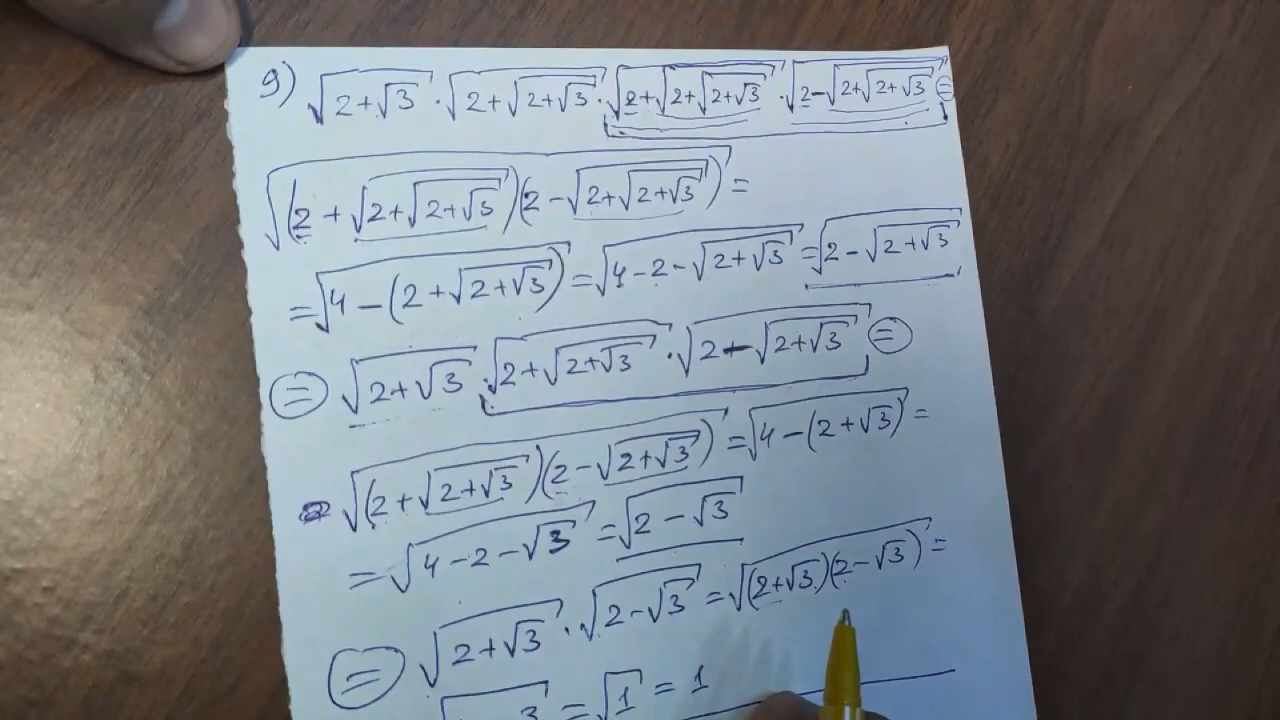 9) √(2+√3) · √(2+√(2+√3)) · √(2+√(2+√(2+√3))) · √(2-√(2+√(2+√3))) =
√((2+√(2+√(2+√3)))(2-√(2+√(2+√3)))) =
= √(4-(2+√(2+√3))) = √(4-2-√(2+√3)) = √(2-√(2+√3))
= √(2+√3) · √(2+√(2+√3)) · √(2-√(2+√3)) =
√((2+√(2+√3))(2-√(2+√3))) = √(4-(2+√3)) =
= √(4-2-√3) = √(2-√3)
= √(2+√3) · √(2-√3) = √((2+√3)(2-√3)) =
3 = √1 = 1